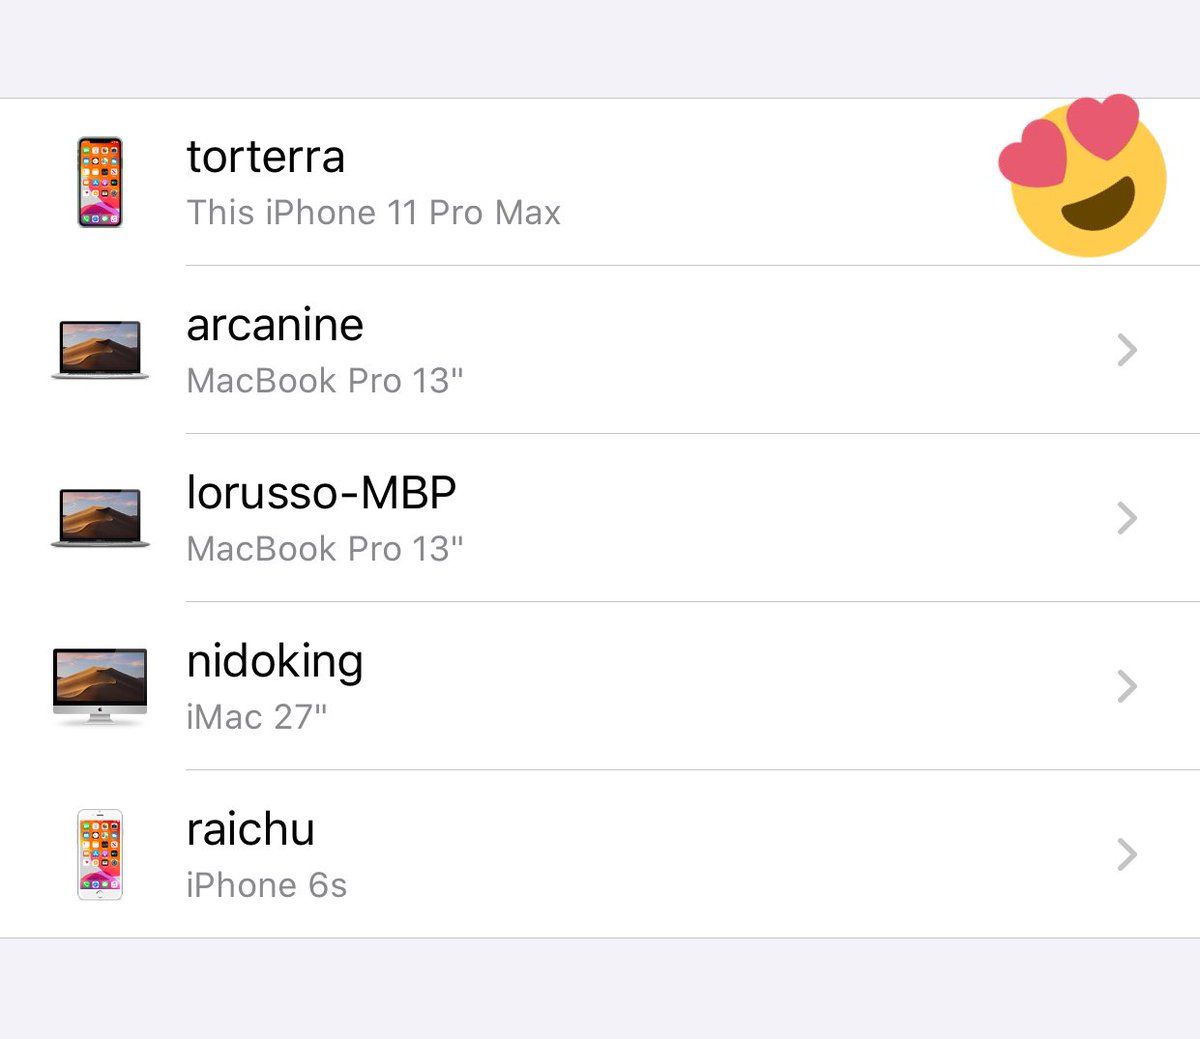 torterra
This iPhone 11 Pro Max
arcanine
MacBook Pro 13"
lorusso-MBP
MacBook Pro 13"
nidoking
iMac 27"
raichu
iPhone 6s